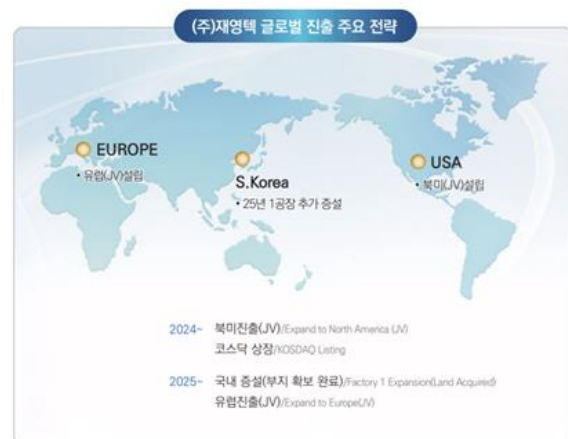 (주)재영텍 글로벌 진출 주요 전략
EUROPE
• 유럽(JV)설립
S.Korea
• 25년 1공장 추가 증설
USA
• 북미(JV)설립
2024~ 북미진출(JV)/Expand to North America (JV)
코스닥 상장/KOSDAQ Listing
2025~ 국내 증설(부지 확보 완료)/Factory 1 Expansion(Land Acquired)
유럽진출(JV)/Expand to Europe(JV)